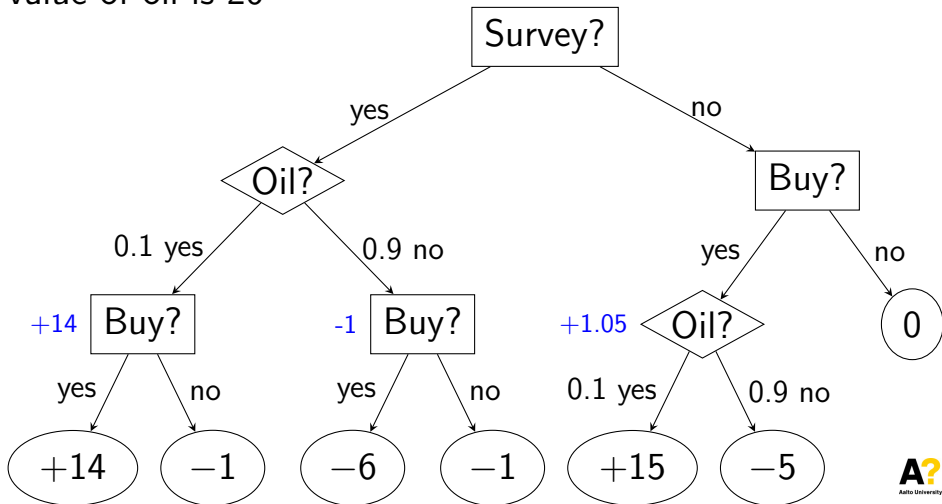 value of oil is 20
Survey?
yes
no
Oil?
Buy?
0.1 yes
0.9 no
yes
no
+14
Buy?
-1
Buy?
+1.05
Oil?
0
yes
no
yes
no
0.1 yes
0.9 no
+14
−1
−6
−1
+15
−5
A?
Aalto University